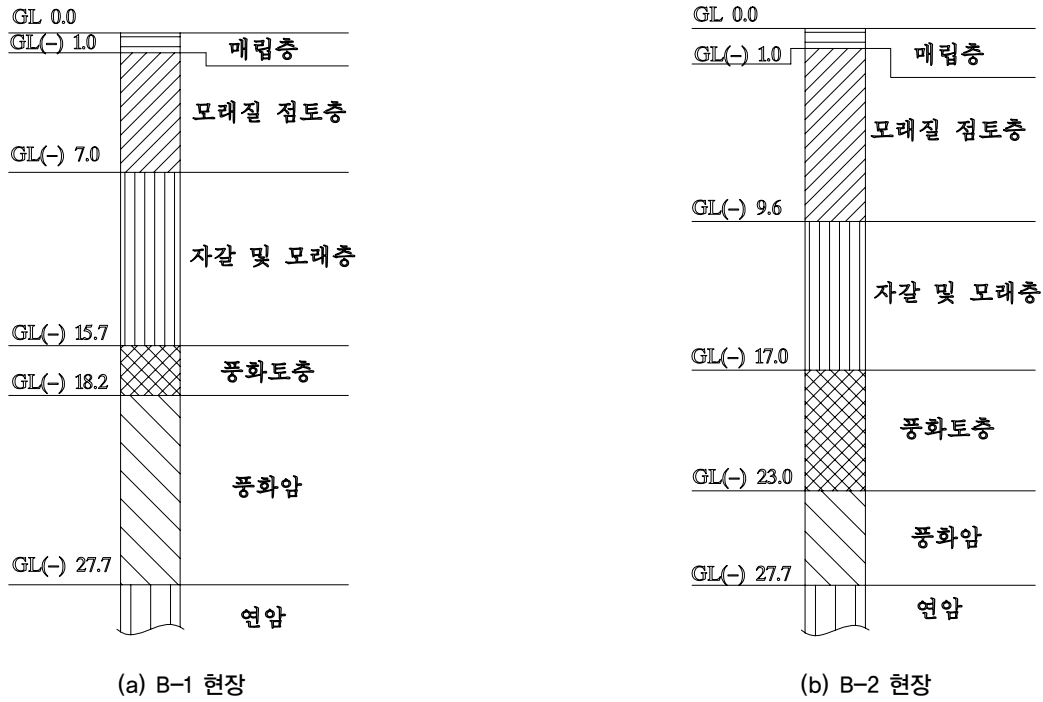 GL 0.0
GL(-) 1.0
매립층
모래질 점토층
GL(-) 7.0
자갈 및 모래층
GL(-) 15.7
풍화토층
GL(-) 18.2
풍화암
GL(-) 27.7
연암
(a) B-1 현장
GL 0.0
GL(-) 1.0
매립층
모래질 점토층
GL(-) 9.6
자갈 및 모래층
GL(-) 17.0
풍화토층
GL(-) 23.0
풍화암
GL(-) 27.7
연암
(b) B-2 현장